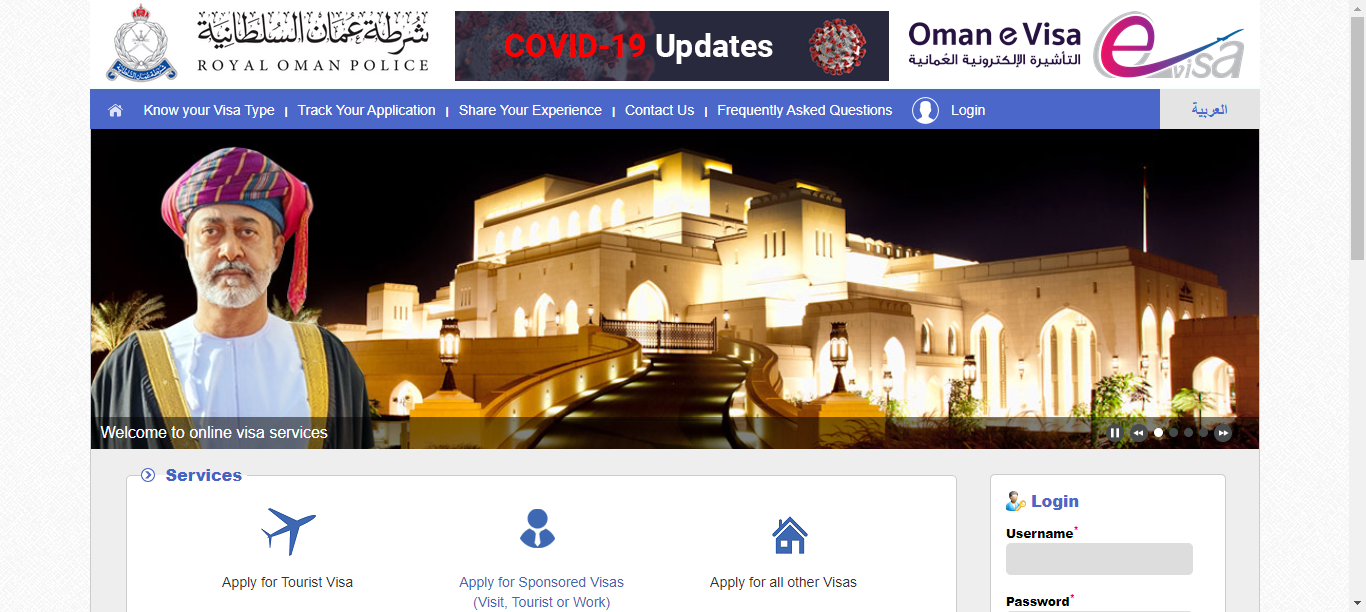 شرطة عمان السلطانية
ROYAL OMAN POLICE
COVID-19 Updates
Oman e Visa
التأشيرة الإلكترونية العُمانية
e visa
Know your Visa Type | Track Your Application | Share Your Experience | Contact Us | Frequently Asked Questions Login
العربية
Welcome to online visa services
Services
Apply for Tourist Visa
Apply for Sponsored Visas
(Visit, Tourist or Work)
Apply for all other Visas
Login
Username*
Password*